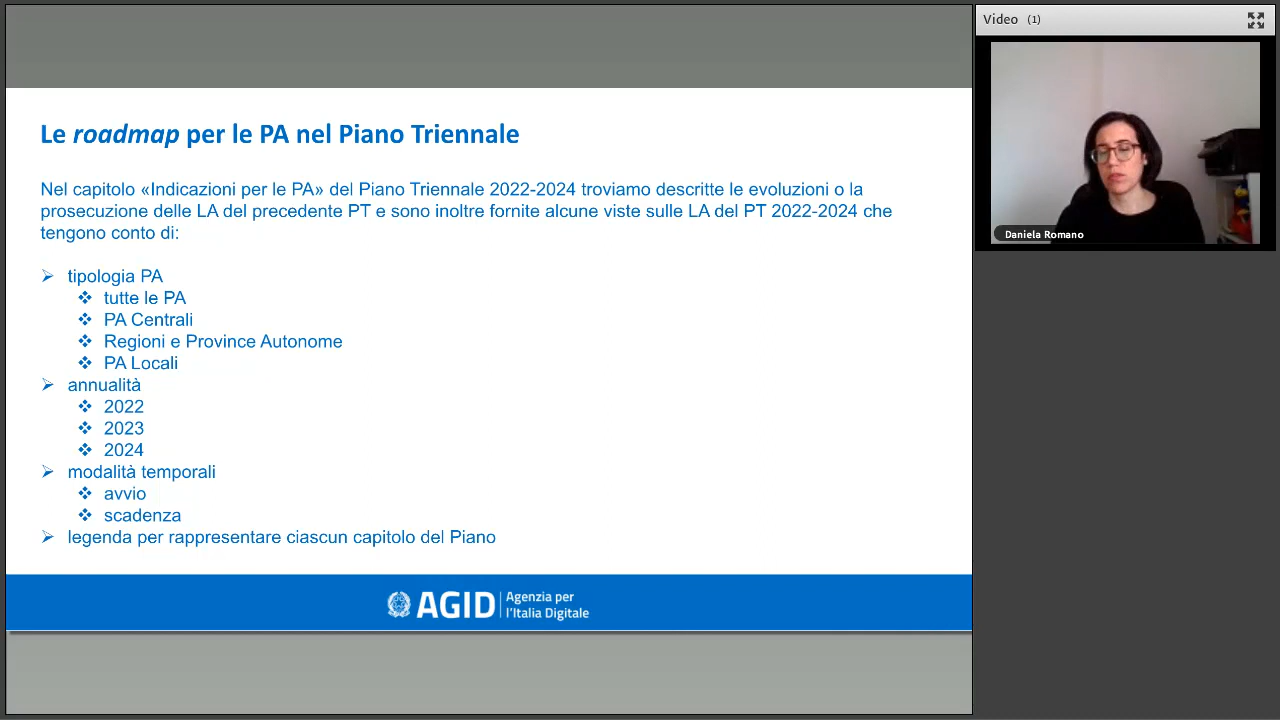 Le roadmap per le PA nel Piano Triennale
Nel capitolo «Indicazioni per le PA» del Piano Triennale 2022-2024 troviamo descritte le evoluzioni o la
prosecuzione delle LA del precedente PT e sono inoltre fornite alcune viste sulle LA del PT 2022-2024 che
tengono conto di:
tipologia PA
tutte le PA
PA Centrali
Regioni e Province Autonome
PA Locali
annualità
2022
2023
2024
modalità temporali
avvio
scadenza
legenda per rappresentare ciascun capitolo del Piano
AGID
Agenzia per
l'Italia Digitale
Video (1)
Daniela Romano